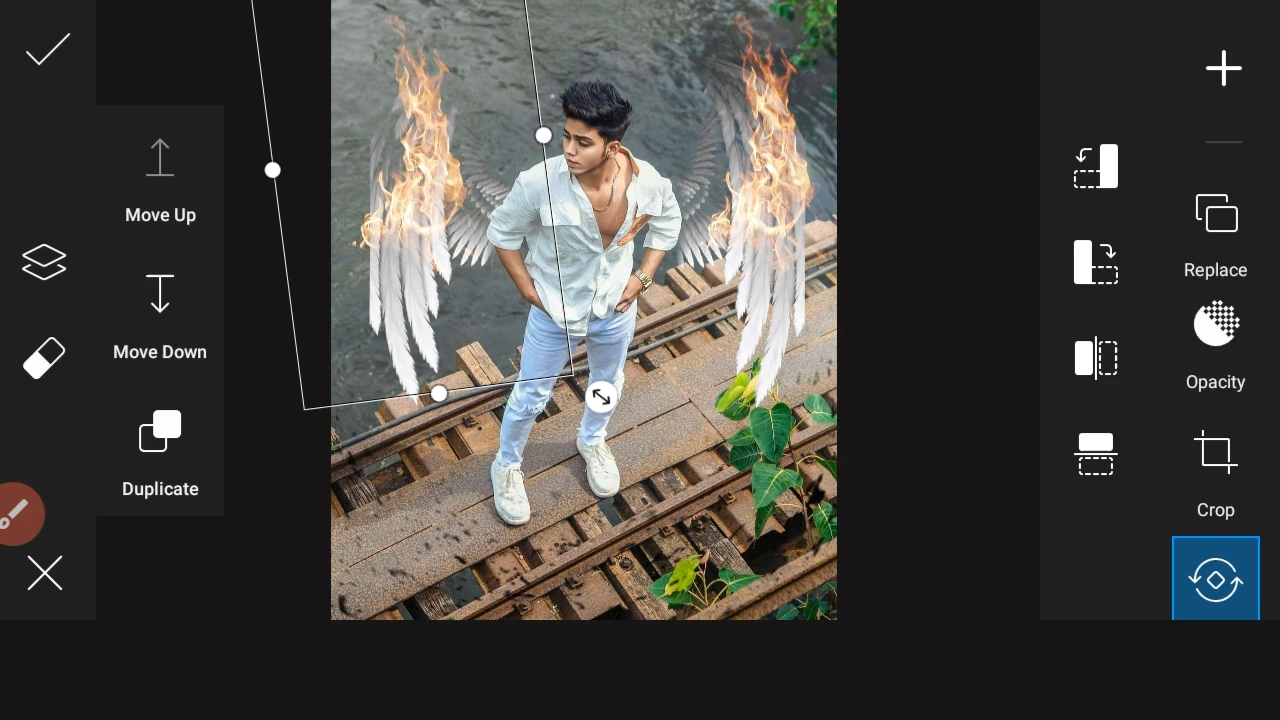 Move Up
Move Down
Duplicate
Replace
Opacity
Crop